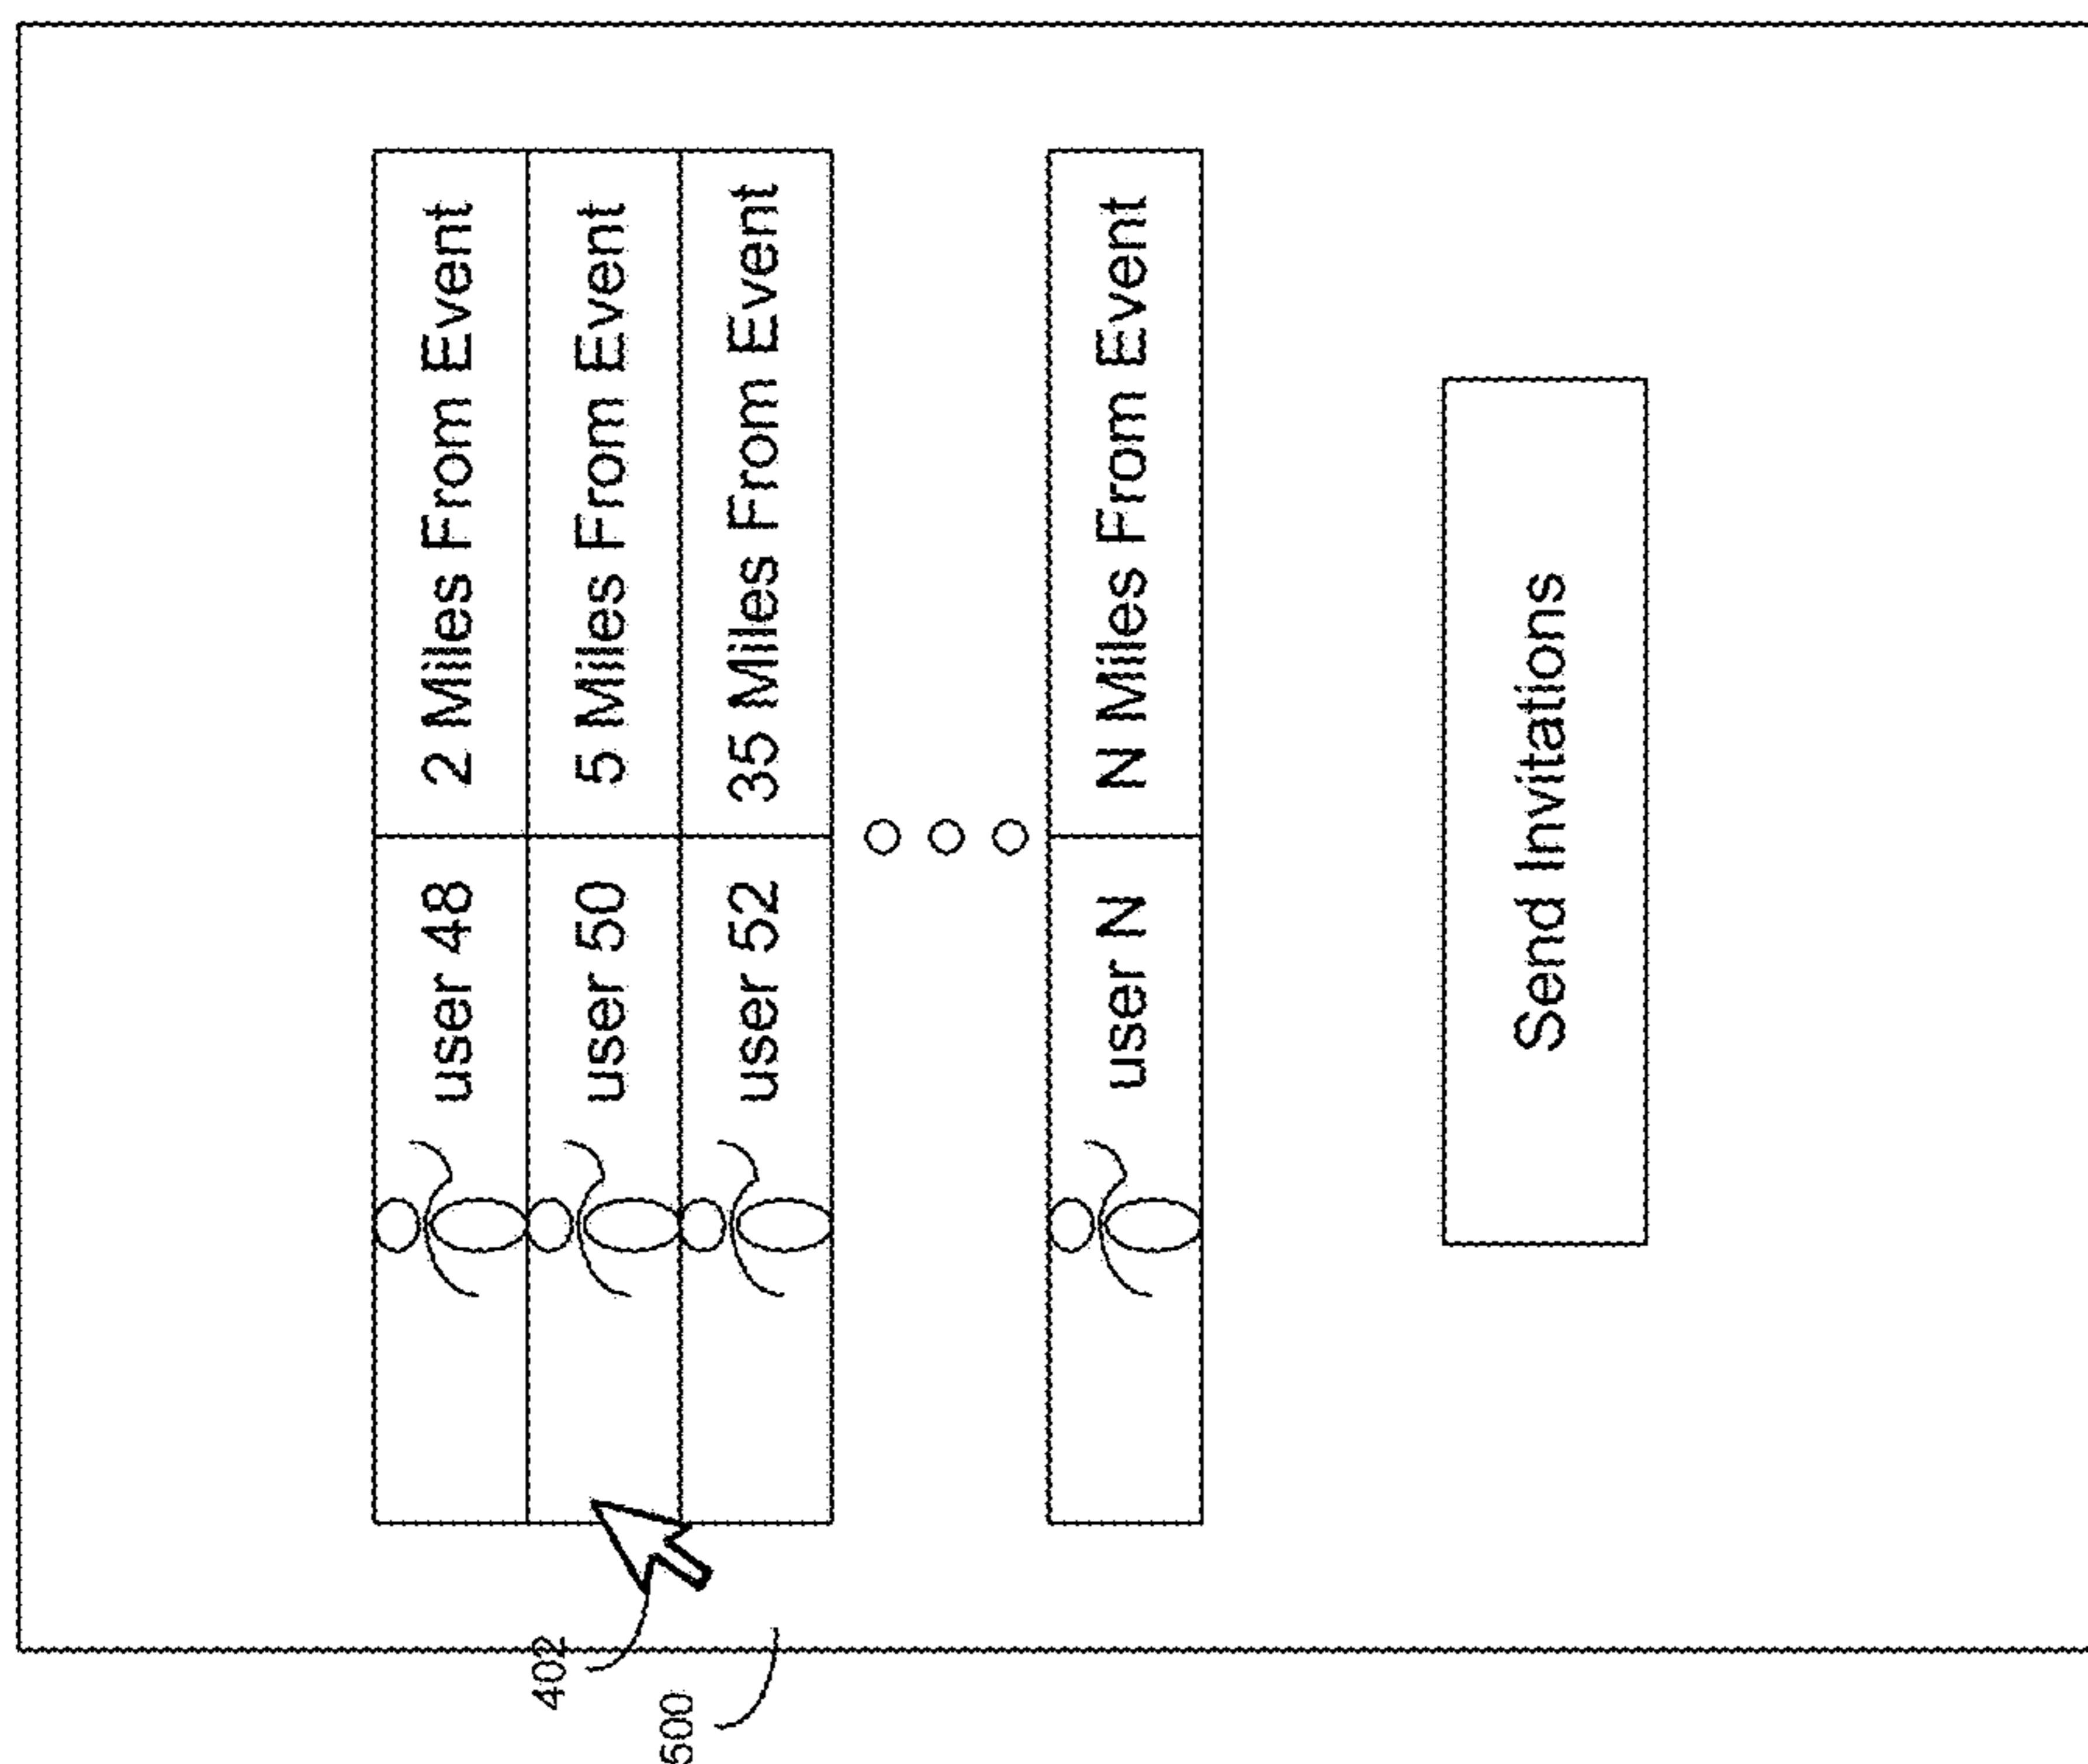 user 48 2 Miles From Event
user 50 5 Miles From Event
402
user 52 35 Miles From Event
user N N Miles From Event
Send Invitations